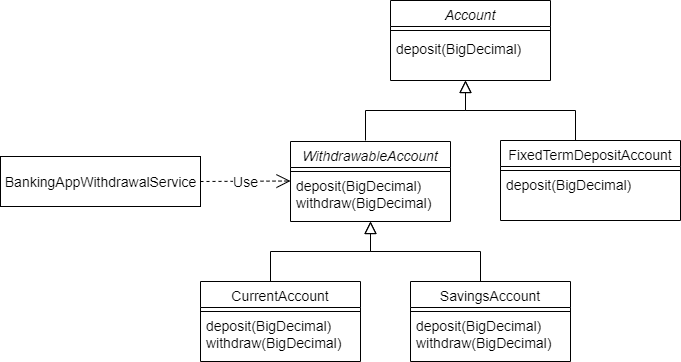 Account
deposit(BigDecimal)
WithdrawableAccount
deposit(BigDecimal)
withdraw(BigDecimal)
FixedTermDepositAccount
deposit(BigDecimal)
BankingAppWithdrawalService
Use
CurrentAccount
deposit(BigDecimal)
withdraw(BigDecimal)
SavingsAccount
deposit(BigDecimal)
withdraw(BigDecimal)